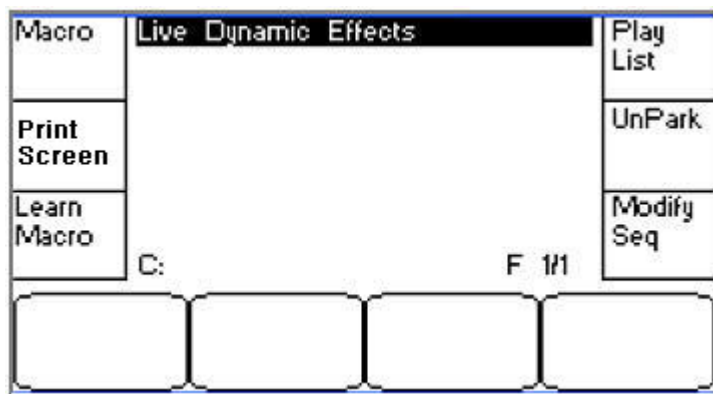 Macro
Live Dynamic Effects
Play
List
Print
Screen
UnPark
Learn
Macro
Modify
Seq
C:
F 1/1